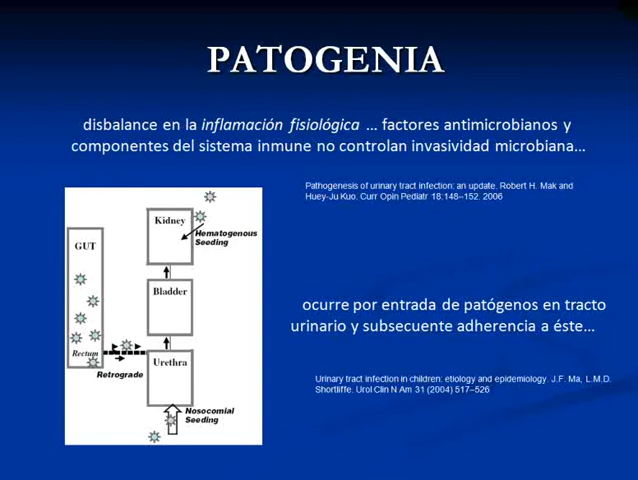 PATOGENIA
disbalance en la inflamación fisiológica ... factores antimicrobianos y
componentes del sistema inmune no controlan invasividad microbiana...
Pathogenesis of urinary tract infection: an update. Robert H. Mak and
Huey-Ju Kuo. Curr Opin Pediatr 18:148–152. 2006
Kidney
Hematogenous
Seeding
GUT
Bladder
Rectum
Urethra
Retrograde
Nosocomial
Seeding
ocurre por entrada de patógenos en tracto
urinario y subsecuente adherencia a éste...
Urinary tract infection in children: etiology and epidemiology. J.F. Ma, L.M.D.
Shortliffe. Urol Clin N Am 31 (2004) 517–526